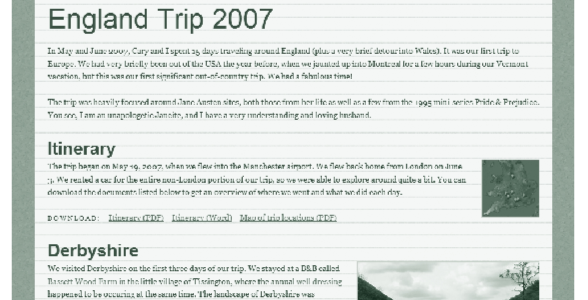 England Trip 2007
In May and June 2007, Cary and I spent 25 days traveling around England (plus a very brief detour into Wales). It was our first trip to
Europe. We had very briefly been out of the USA the year before, when we jaunted up into Montreal for a few hours during our Vermont
vacation, but this was our first significant out-of-country trip. We had a fabulous time!
The trip was heavily focused around Jane Austen sites, both those from her life as well as a few from the 1995 mini series Pride & Prejudice.
You see, I am an unapologetic Janeite, and I have a very understanding and loving husband.
Itinerary
The trip began on May 19, 2007, when we flew into the Manchester airport. We flew back home from London on June
We rented a car for the entire non-London portion of our trip, so we were able to explore around quite a bit. You can
download the documents listed below to get an overview of where we went and what we did each day.
DOWNLOAD: Itinerary (PDF) Itinerary (Word) Map of trip locations (PDF)
Derbyshire
We visited Derbyshire on the first three days of our trip. We stayed at a B&B called
Bassett Wood Farm in the little village of Tissington, where the annual well dressing
happened to be occuring at the same time. The landscape of Derbyshire was